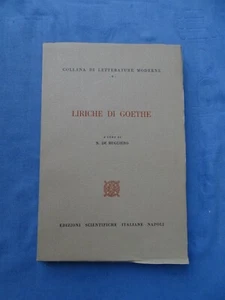 COLLANA DI LETTERATURE MODERNE
LIRICHE DI GOETHE
A CURA DI
EDIZIONI SCIENTIFICHE ITALIANE NAPOLI